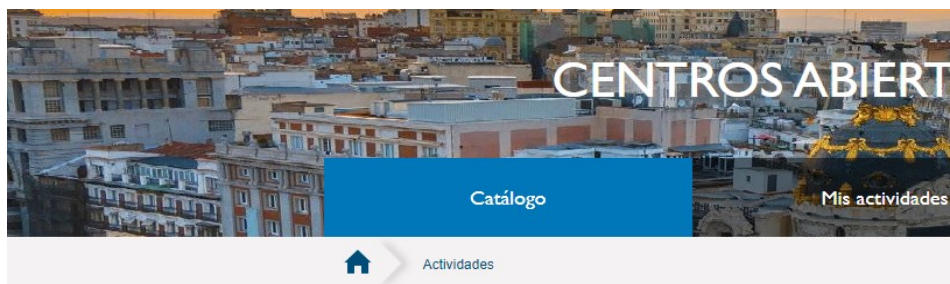 CENTROS ABIERT
Catálogo
Mis actividades
Actividades